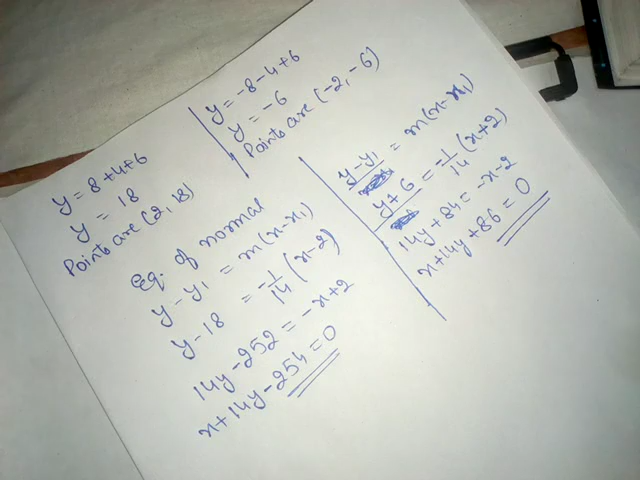 y = 8+4+6
y = 18
Points are (2, 18)
y = -8-4+6
y = -6
Points are (-2, -6)
Eq. of normal
y-y₁ = m(x-x₁)
y-18 = -1/14 (x-2)
14y-252 = -x+2
x+14y-254 = 0
y-y₁ = m(x-x₁)
y+6 = -1/14 (x+2)
14y+84 = -x-2
x+14y+86 = 0